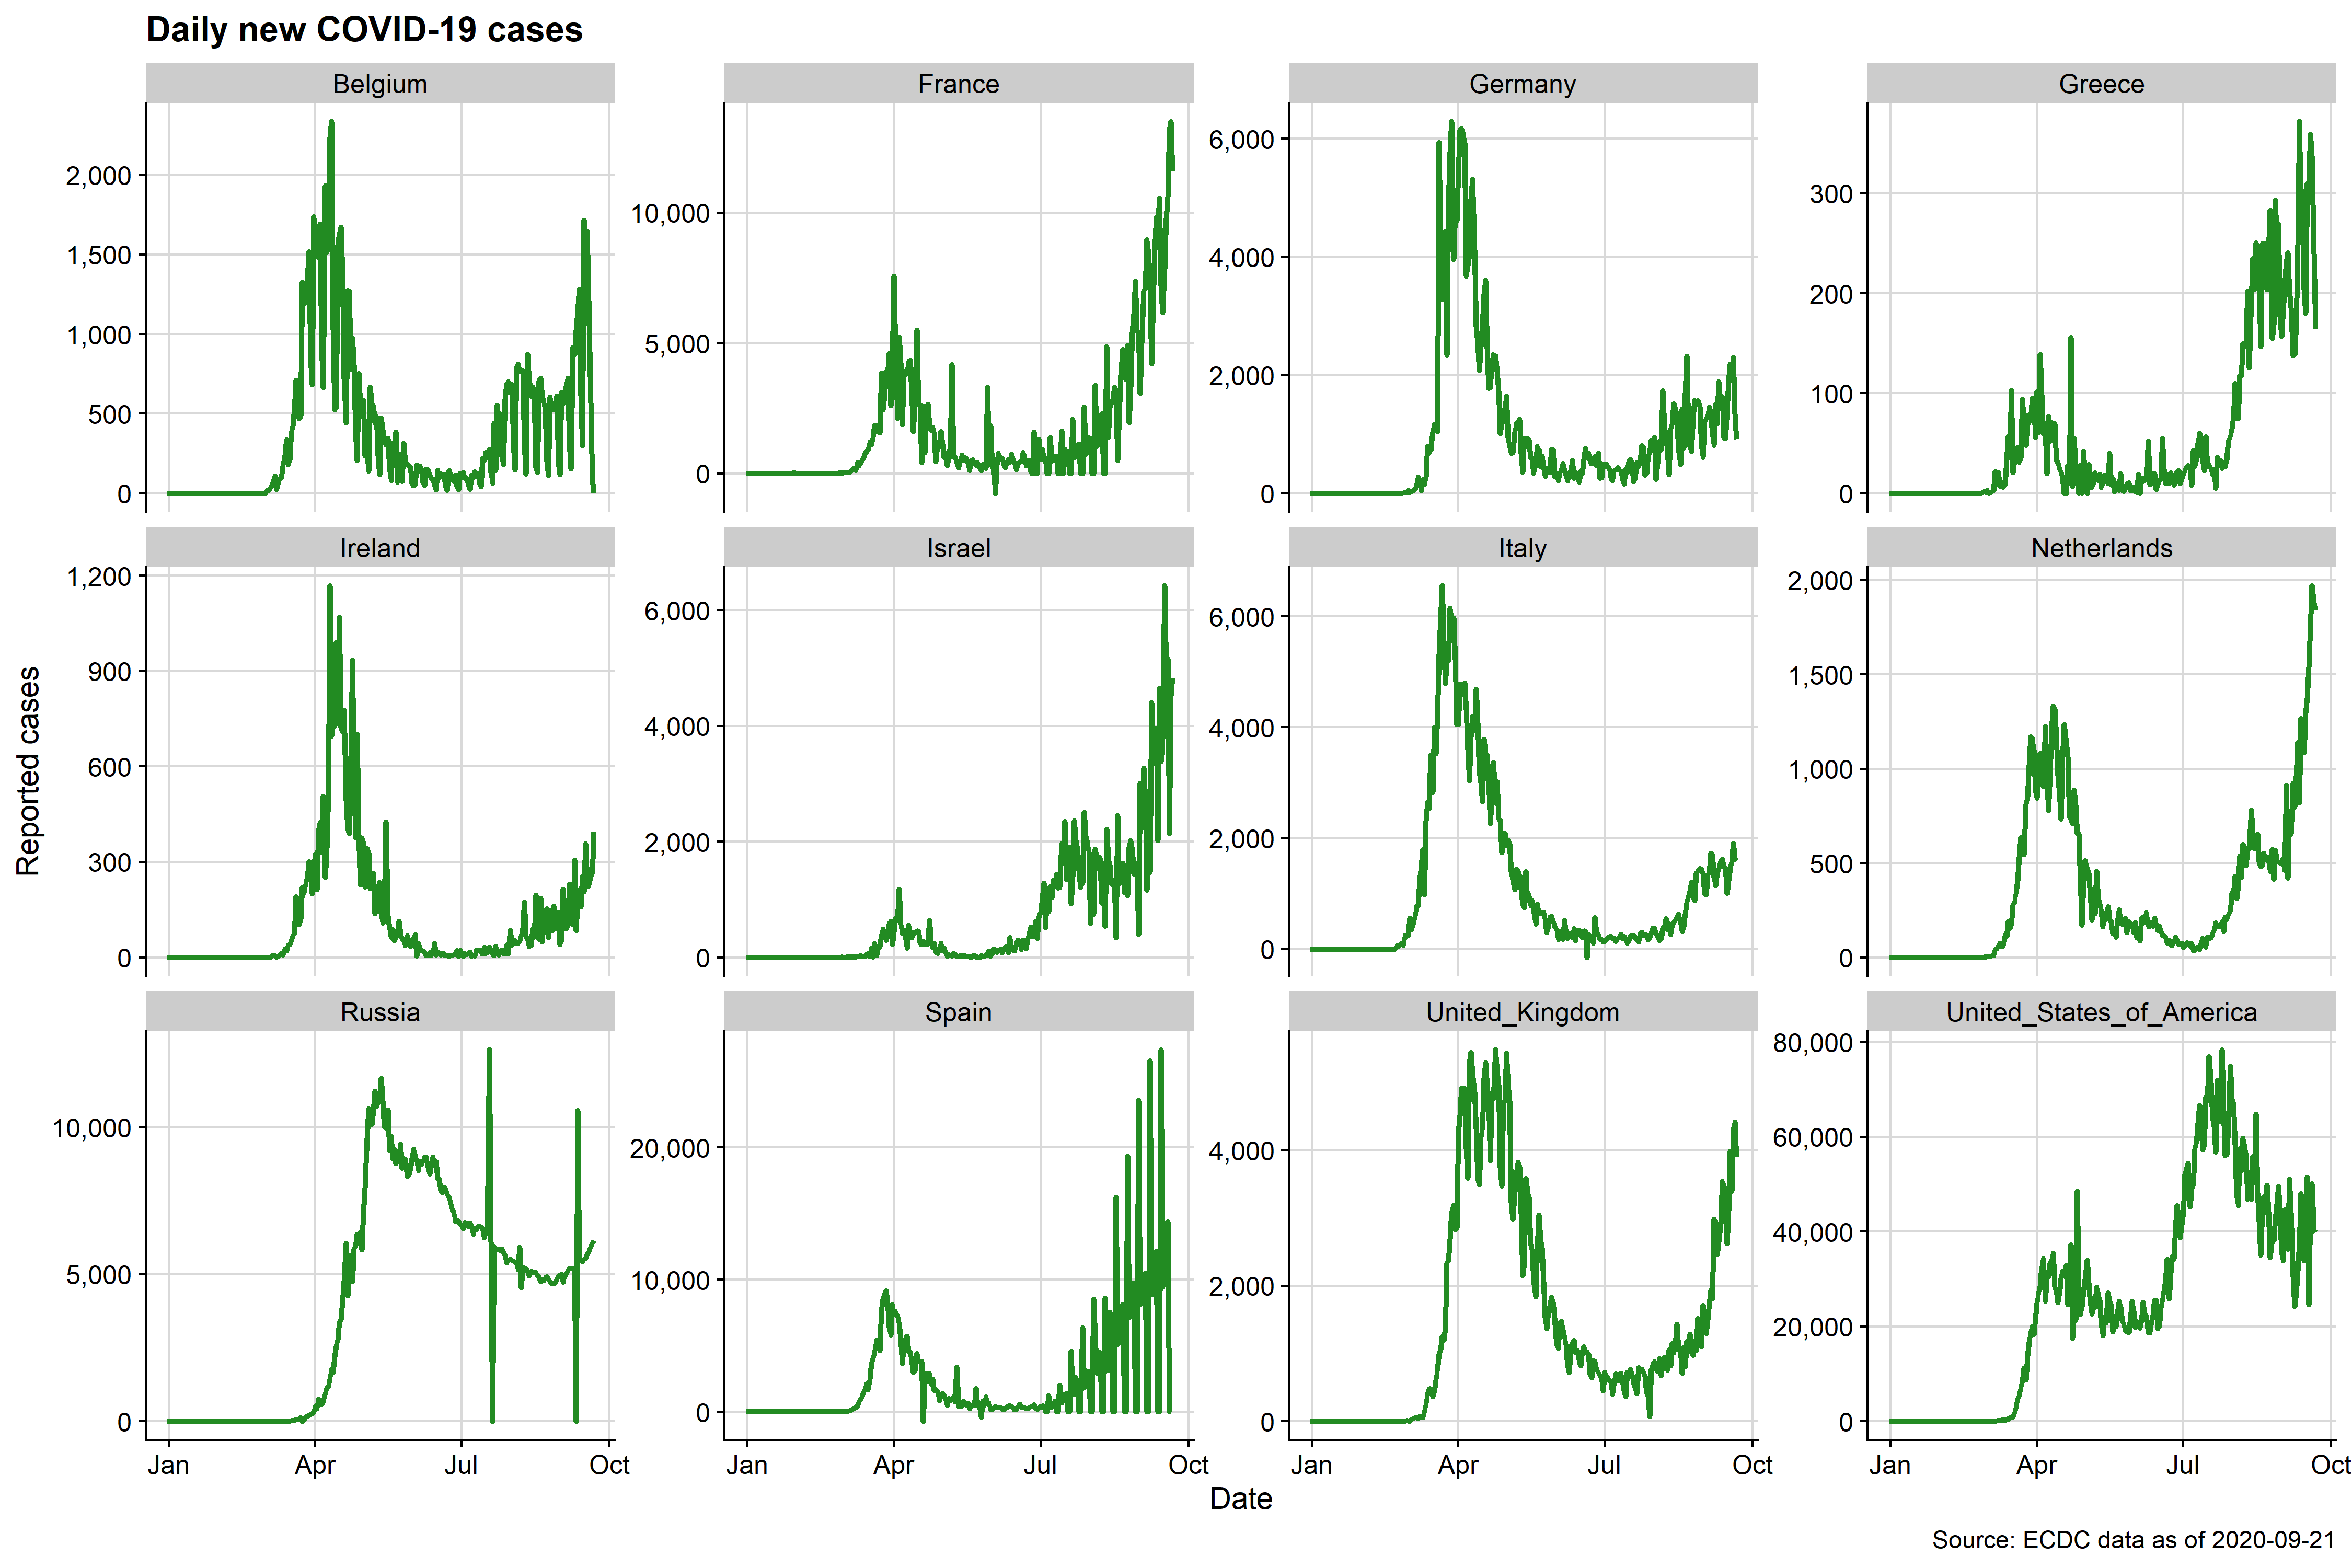 Daily new COVID-19 cases
Belgium
France
Germany
Greece
2,000
1,500
1,000
500
0
10,000
5,000
0
6,000
4,000
2,000
0
300
200
100
0
Ireland
Israel
Italy
Netherlands
1,200
900
600
300
0
6,000
4,000
2,000
0
6,000
4,000
2,000
0
2,000
1,500
1,000
500
0
Russia
Spain
United_Kingdom
United_States_of_America
10,000
5,000
0
20,000
10,000
0
4,000
2,000
0
80,000
60,000
40,000
20,000
0
Jan Apr Jul Oct
Jan Apr Jul Oct
Jan Apr Jul Oct
Jan Apr Jul Oct
Reported cases
Date
Source: ECDC data as of 2020-09-21